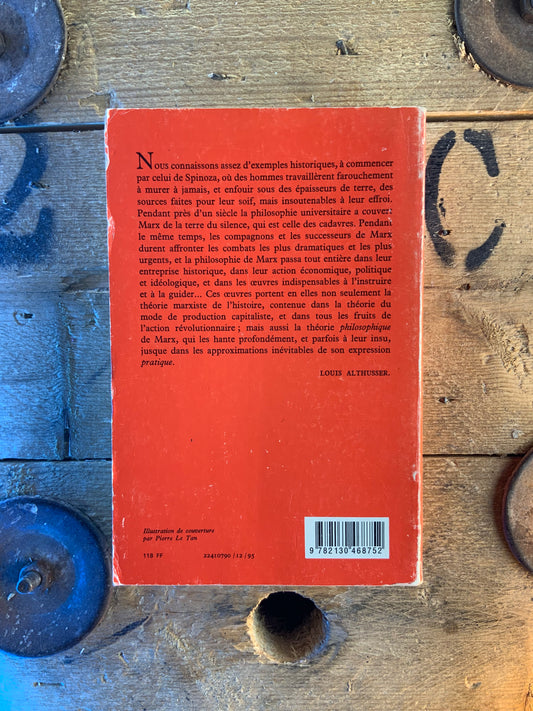 Nous connaissons assez d'exemples historiques, à commencer
par celui de Spinoza, où des hommes travaillèrent farouchement
à murer à jamais, et enfouir sous des épaisseurs de terre, des
sources faites pour leur soif, mais insoutenables à leur effroi.
Pendant près d'un siècle la philosophie universitaire a couvert
Marx de la terre du silence, qui est celle des cadavres. Pendant
le même temps, les compagnons et les successeurs de Marx
durent affronter les combats les plus dramatiques et les plus
urgents, et la philosophie de Marx passa tout entière dans leur
entreprise historique, dans leur action économique, politique
et idéologique, et dans les œuvres indispensables à l'instruire
et à la guider... Ces œuvres portent en elles non seulement la
théorie marxiste de l'histoire, contenue dans la théorie du
mode de production capitaliste, et dans tous les fruits de
l'action révolutionnaire ; mais aussi la théorie philosophique
de Marx, qui les hante profondément, et parfois à leur insu,
jusque dans les approximations inévitables de son expression
pratique.
LOUIS ALTHUSSER.
Illustration de couverture
par Pierre Le Tan
118 FF
22410790 / 12 / 95
9 782130 468752
2
C